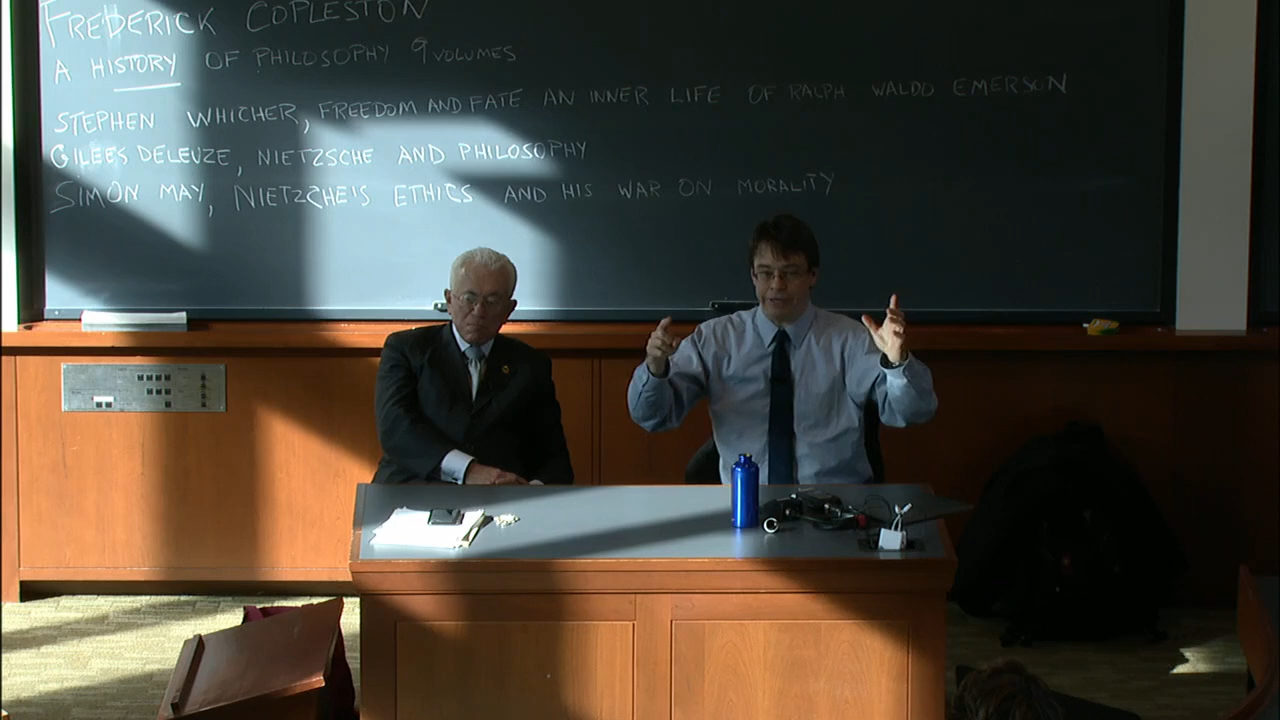 FREDERICK COPLESTON
A HISTORY OF PHILOSOPHY 9 VOLUMES
STEPHEN WHICHER, FREEDOM AND FATE AN INNER LIFE OF RALPH WALDO EMERSON
GILEES DELEUZE, NIETZSCHE AND PHILOSOPHY
SIMON MAY, NIETZCHE'S ETHICS AND HIS WAR ON MORALITY